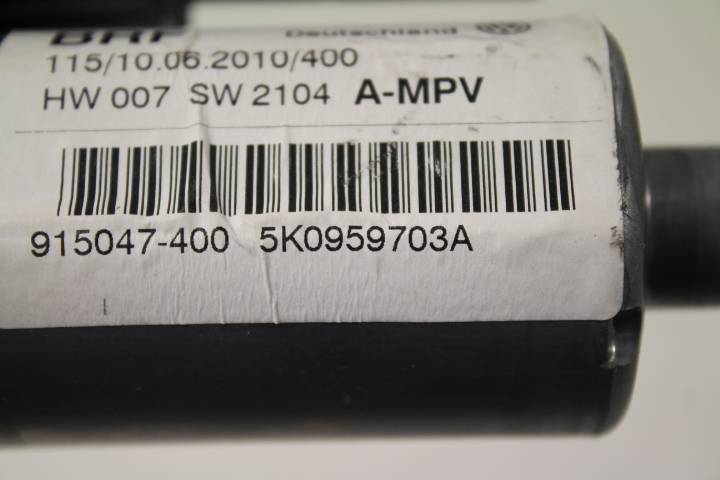 Deutschland
115/10.06.2010/400
HW 007 SW 2104 A-MPV
915047-400 5K0959703A